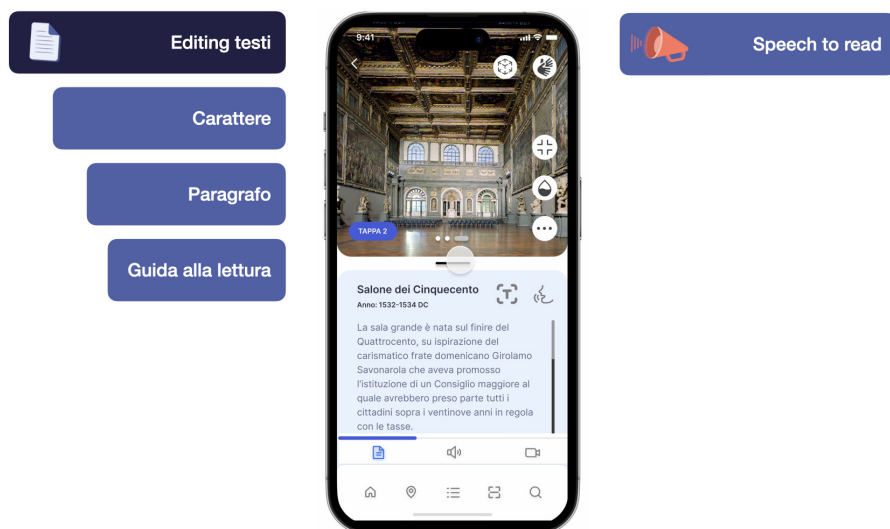 Editing testi
Carattere
Paragrafo
Guida alla lettura
9:41
TAPPA 2
Salone dei Cinquecento
Anno: 1532-1534 DC
La sala grande è nata sul finire del
Quattrocento, su ispirazione del
carismatico frate domenicano Girolamo
Savonarola che aveva promosso
l'istituzione di un Consiglio maggiore al
quale avrebbero preso parte tutti i
cittadini sopra i ventinove anni in regola
con le tasse.
Speech to read